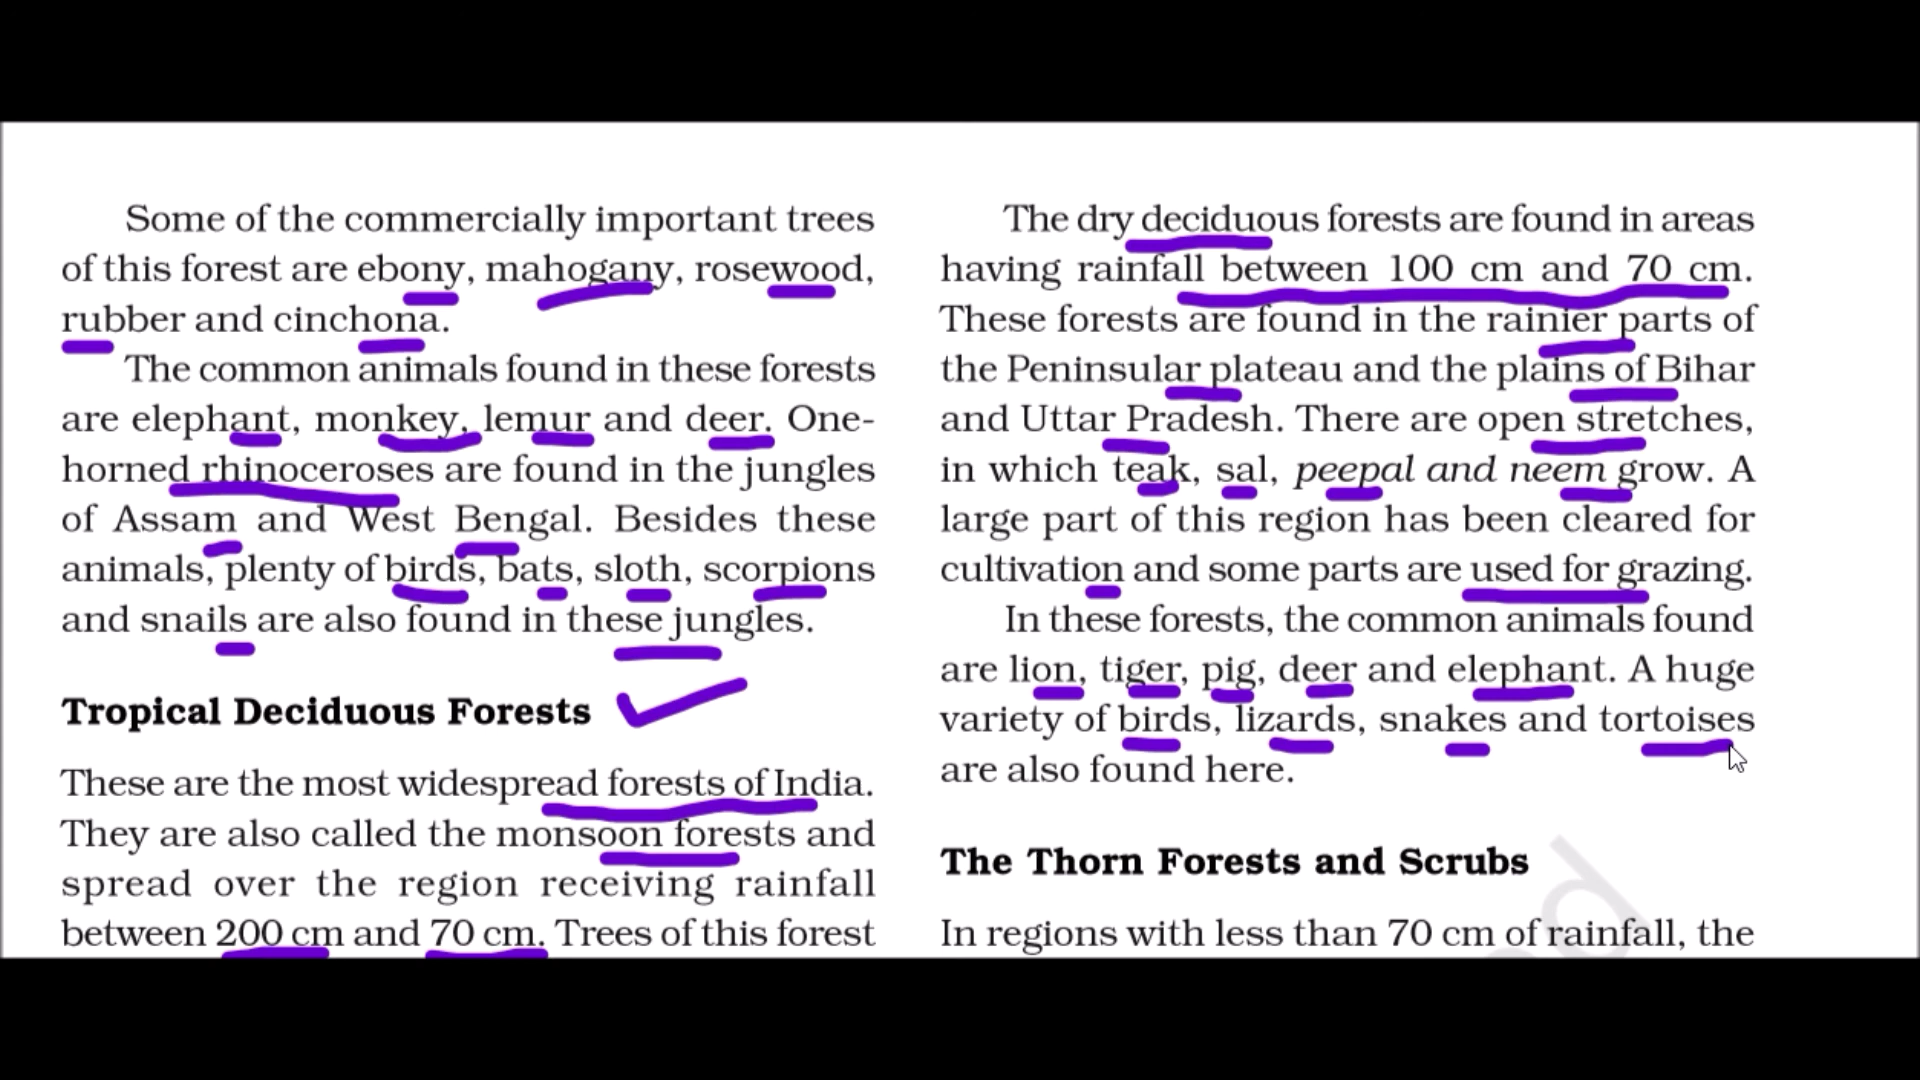 Some of the commercially important trees
of this forest are ebony, mahogany, rosewood,
rubber and cinchona.
The common animals found in these forests
are elephant, monkey, lemur and deer. One-
horned rhinoceroses are found in the jungles
of Assam and West Bengal. Besides these
animals, plenty of birds, bats, sloth, scorpions
and snails are also found in these jungles.
Tropical Deciduous Forests
These are the most widespread forests of India.
They are also called the monsoon forests and
spread over the region receiving rainfall
between 200 cm and 70 cm. Trees of this forest
The dry deciduous forests are found in areas
having rainfall between 100 cm and 70 cm.
These forests are found in the rainier parts of
the Peninsular plateau and the plains of Bihar
and Uttar Pradesh. There are open stretches,
in which teak, sal, peepal and neem grow. A
large part of this region has been cleared for
cultivation and some parts are used for grazing.
In these forests, the common animals found
are lion, tiger, pig, deer and elephant. A huge
variety of birds, lizards, snakes and tortoises
are also found here.
The Thorn Forests and Scrubs
In regions with less than 70 cm of rainfall, the